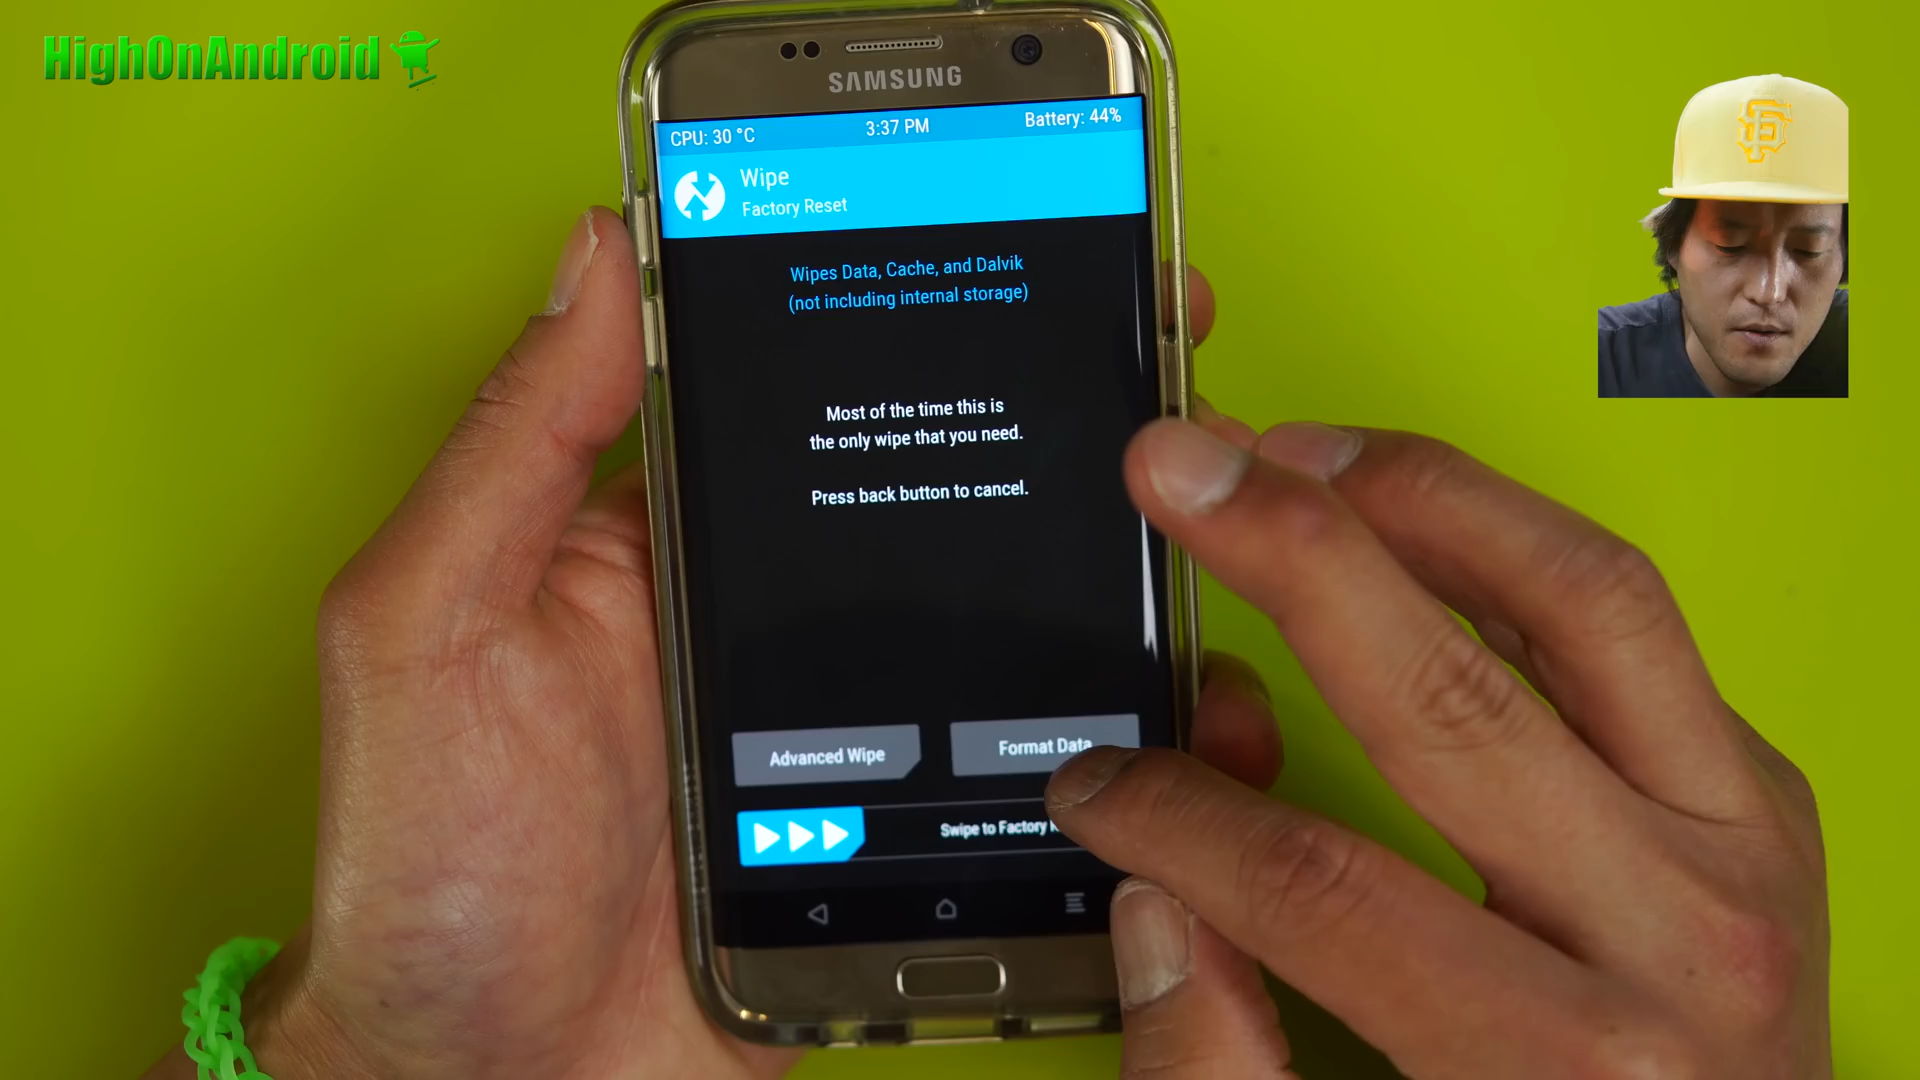 HighOnAndroid
SAMSUNG
CPU: 30 °C
3:37 PM
Battery: 44%
Wipe
Factory Reset
Wipes Data, Cache, and Dalvik
(not including internal storage)
Most of the time this is
the only wipe that you need.
Press back button to cancel.
Advanced Wipe
Format Data
Swipe to Factory
SF